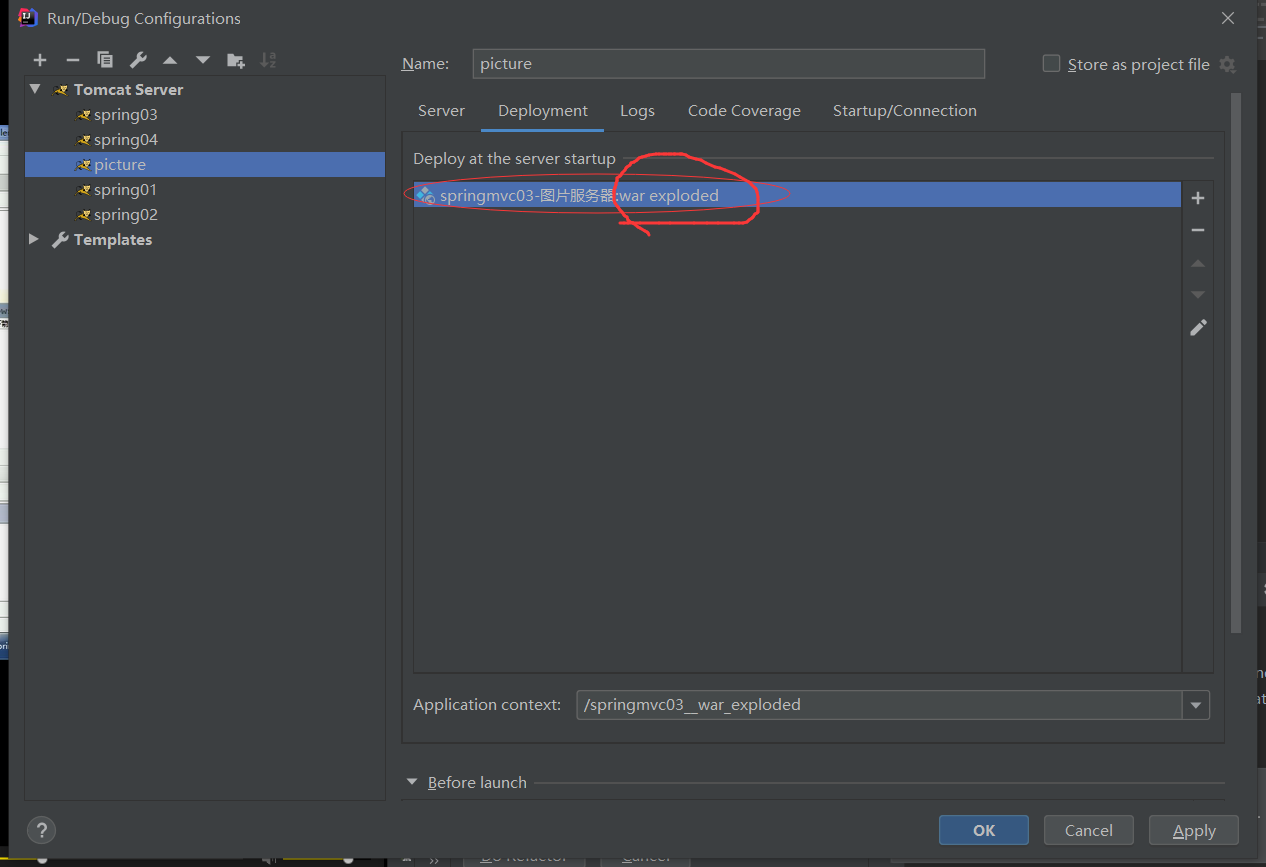 Run/Debug Configurations
Tomcat Server
spring03
spring04
picture
spring01
spring02
Templates
Name: picture
Store as project file
Server Deployment Logs Code Coverage Startup/Connection
Deploy at the server startup
springmvc03-图片服务器:war exploded
Application context: /springmvc03__war_exploded
Before launch
?
OK Cancel Apply